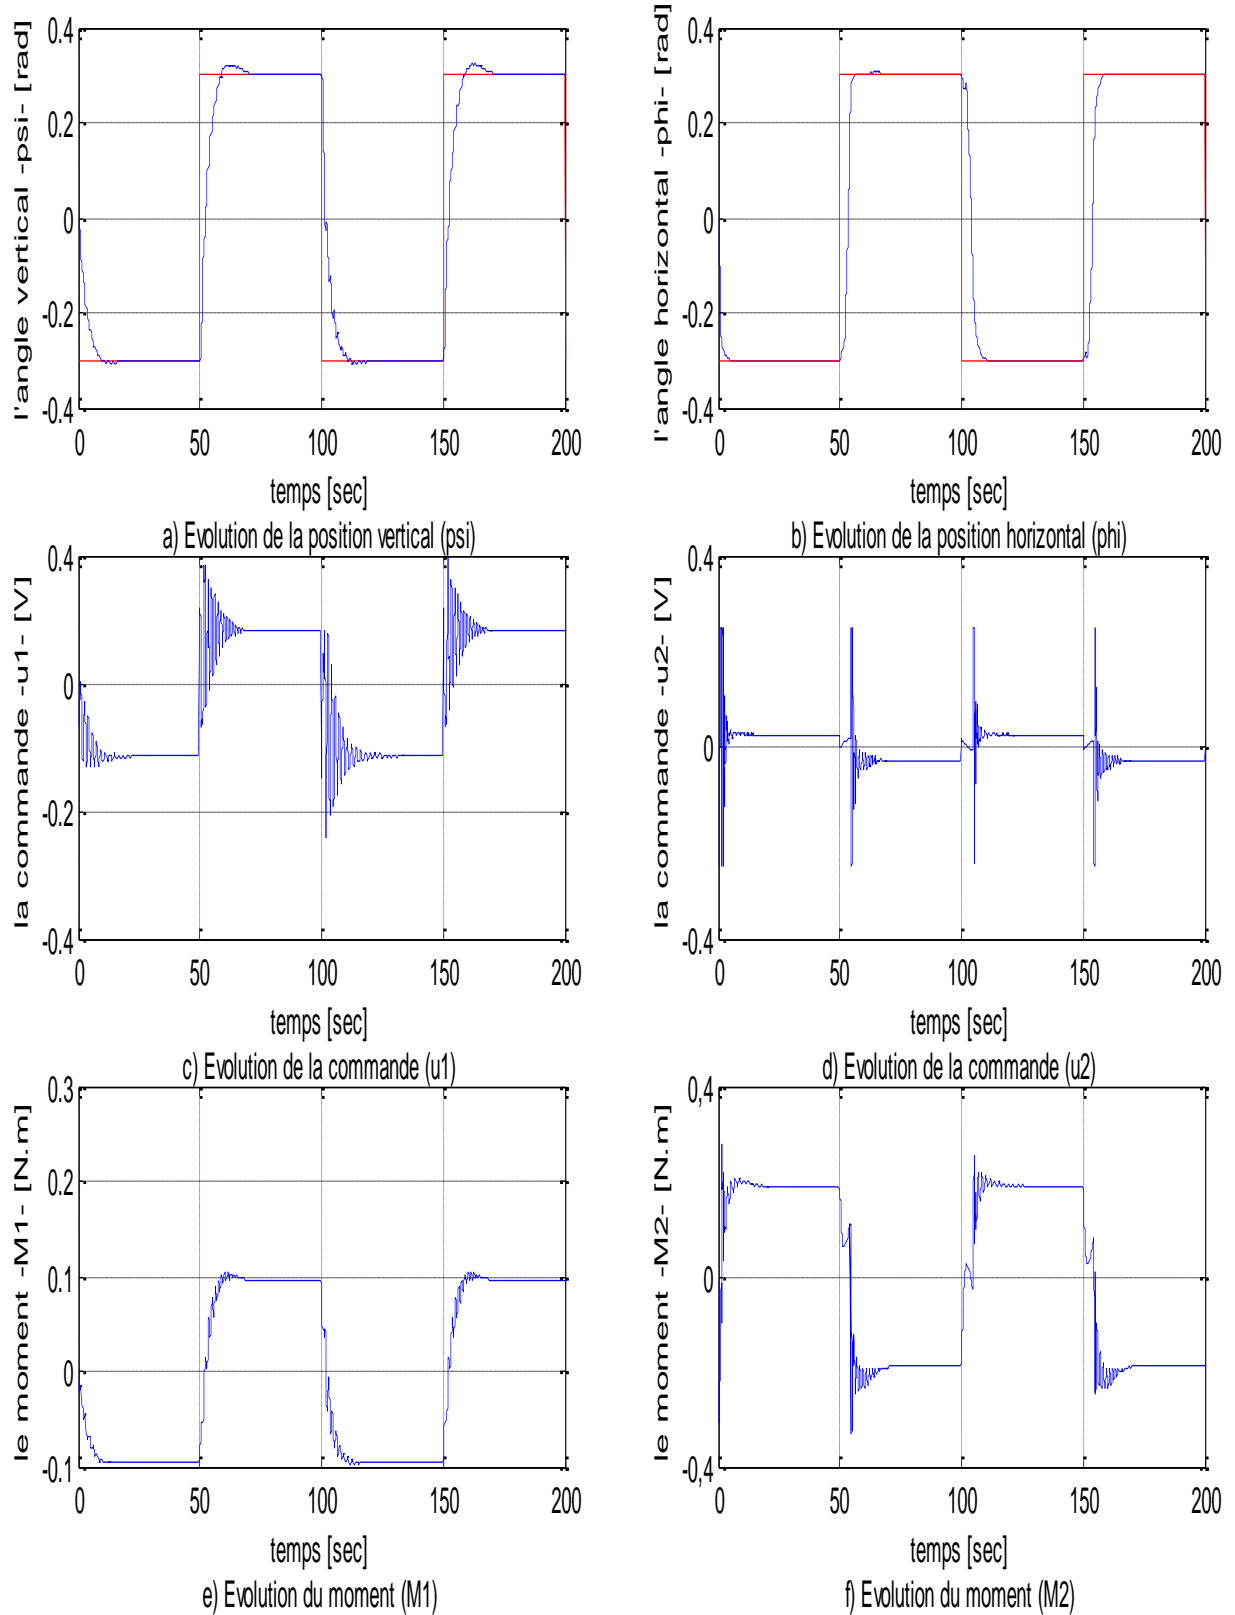 0.4
0.2
0
-0.2
-0.4
l'angle vertical -psi- [rad]
0 50 100 150 200
temps [sec]
a) Evolution de la position vertical (psi)
0.4
0.2
0
-0.2
-0.4
l'angle horizontal -phi- [rad]
0 50 100 150 200
temps [sec]
b) Evolution de la position horizontal (phi)
0.4
0
-0.2
-0.4
la commande -u1- [V]
0 50 100 150 200
temps [sec]
c) Evolution de la commande (u1)
0.4
0
-0.4
la commande -u2- [V]
0 50 100 150 200
temps [sec]
d) Evolution de la commande (u2)
0.3
0.2
0.1
0
-0.1
le moment -M1- [N.m]
0 50 100 150 200
temps [sec]
e) Evolution du moment (M1)
0,4
0
-0,4
le moment -M2- [N.m]
0 50 100 150 200
temps [sec]
f) Evolution du moment (M2)